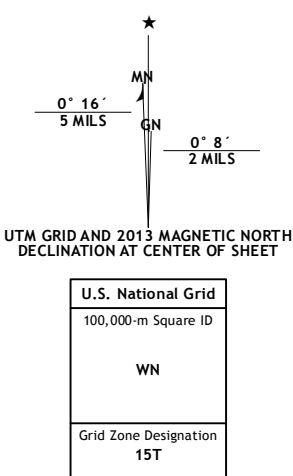 MN
0° 16´
5 MILS
GN
0° 8´
2 MILS
UTM GRID AND 2013 MAGNETIC NORTH
DECLINATION AT CENTER OF SHEET
U.S. National Grid
100,000-m Square ID
WN
Grid Zone Designation
15T